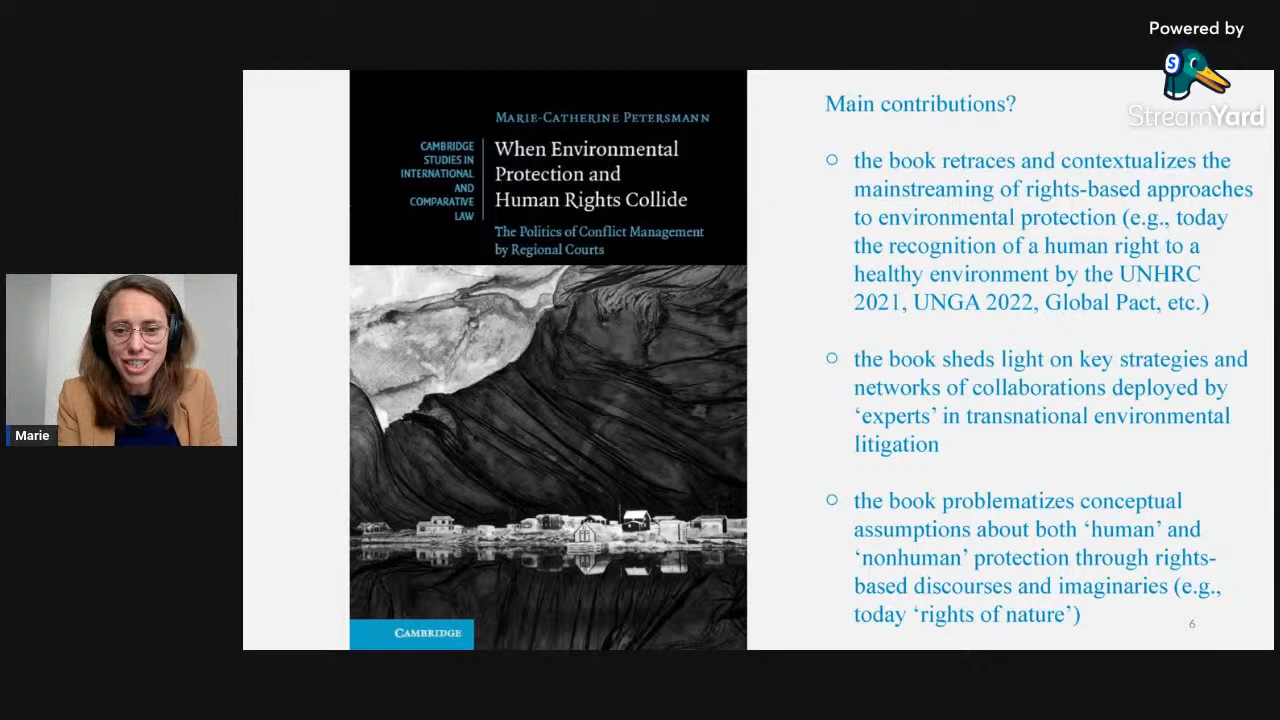 Powered by
S
StreamYard
MARIE-CATHERINE PETERSMANN
CAMBRIDGE
STUDIES IN
INTERNATIONAL
AND
COMPARATIVE
LAW
When Environmental
Protection and
Human Rights Collide
The Politics of Conflict Management
by Regional Courts
CAMBRIDGE
Main contributions?
○ the book retraces and contextualizes the
mainstreaming of rights-based approaches
to environmental protection (e.g., today
the recognition of a human right to a
healthy environment by the UNHRC
2021, UNGA 2022, Global Pact, etc.)
○ the book sheds light on key strategies and
networks of collaborations deployed by
‘experts’ in transnational environmental
litigation
○ the book problematizes conceptual
assumptions about both ‘human’ and
‘nonhuman’ protection through rights-
based discourses and imaginaries (e.g.,
today ‘rights of nature’)
6
Marie